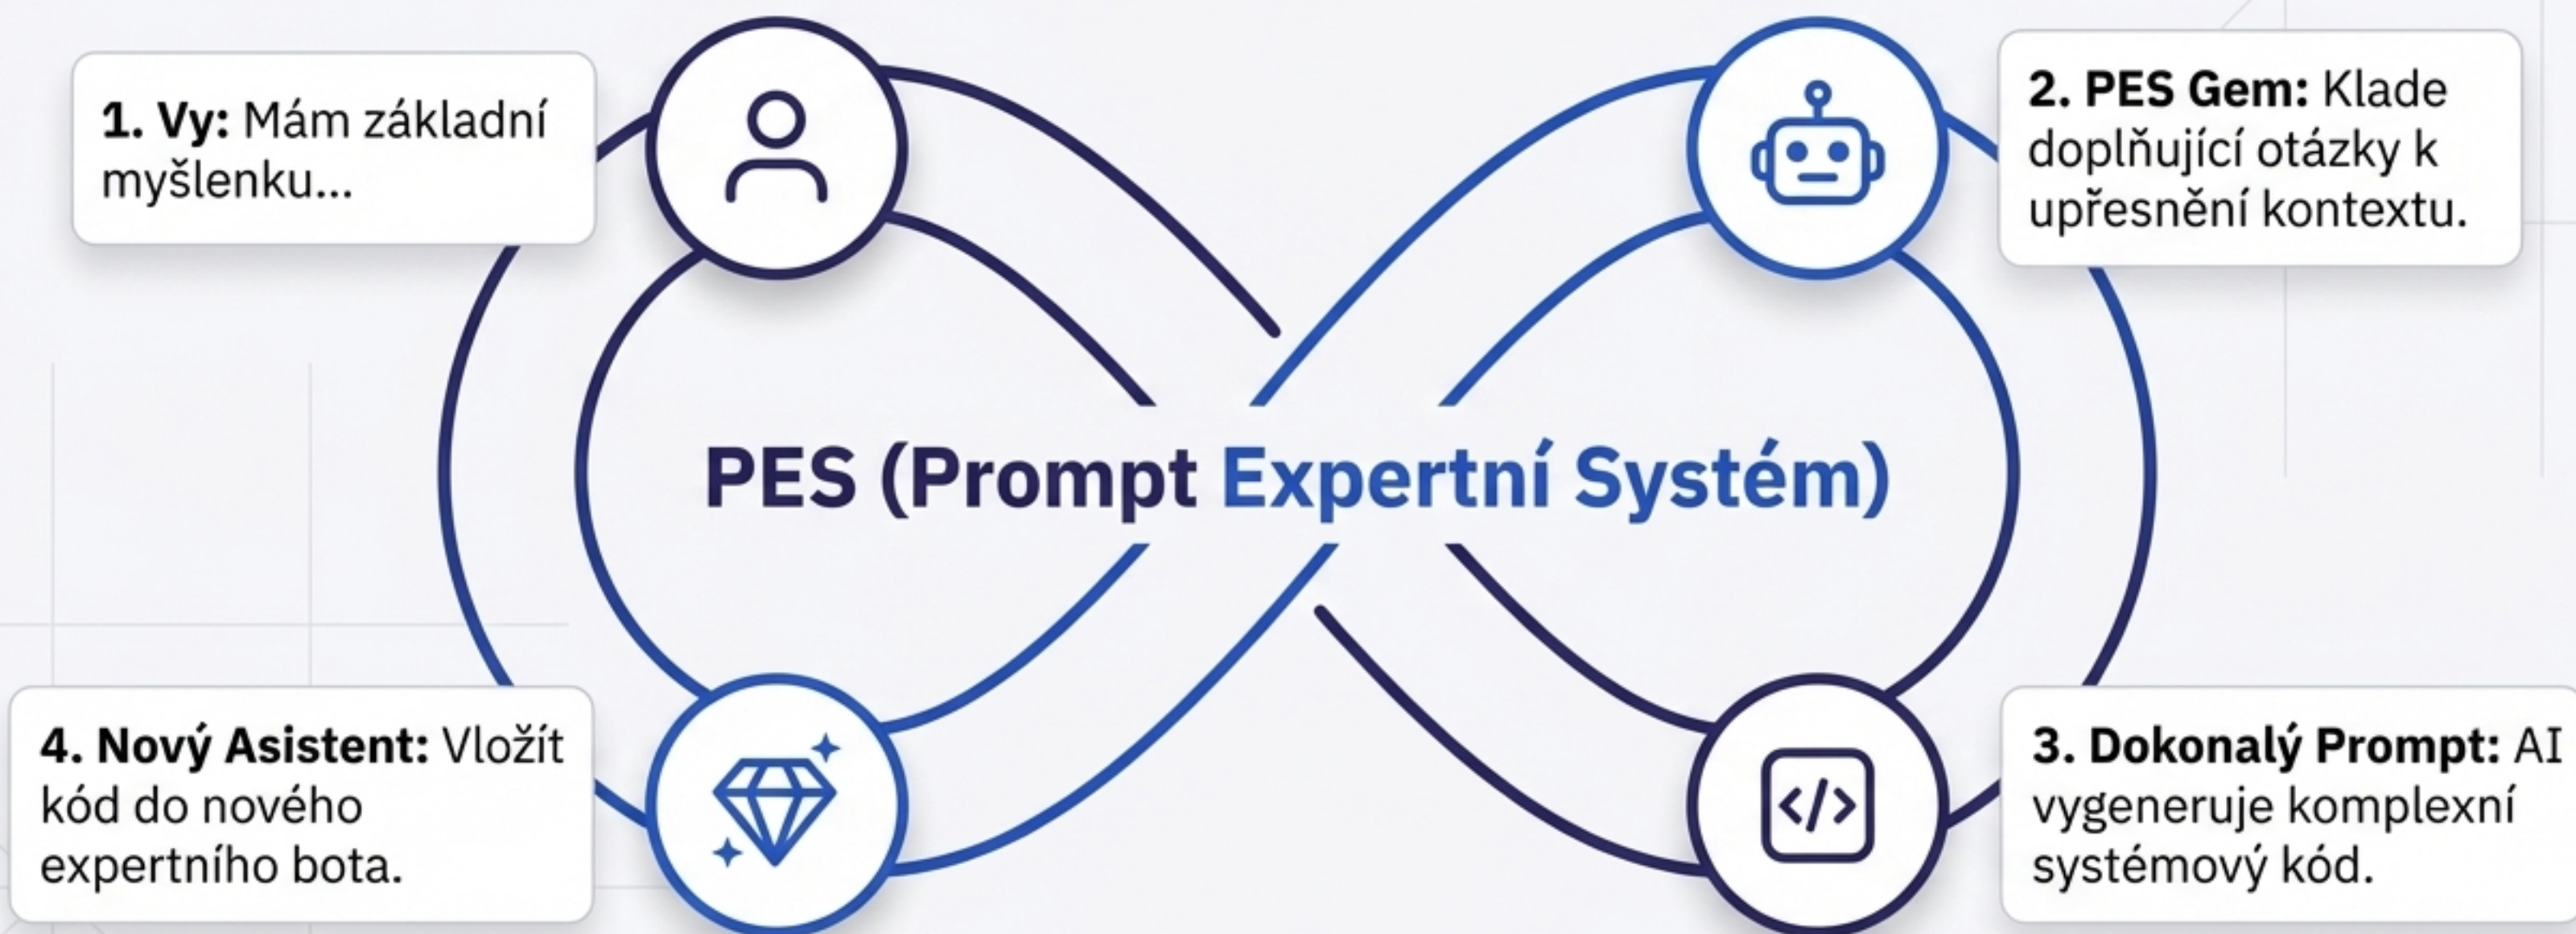 1. Vy: Mám základní
myšlenku...
2. PES Gem: Klade
doplňující otázky k
upřesnění kontextu.
PES (Prompt Expertní Systém)
4. Nový Asistent: Vložít
kód do nového
expertního bota.
3. Dokonalý Prompt: AI
vygeneruje komplexní
systémový kód.
</>